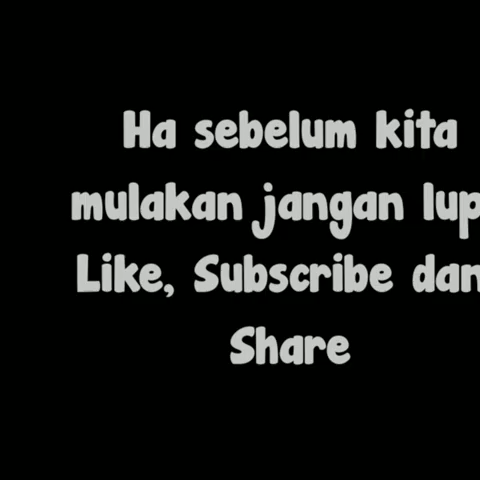 Ha sebelum kita
mulakan jangan lup
Like, Subscribe dan
Share